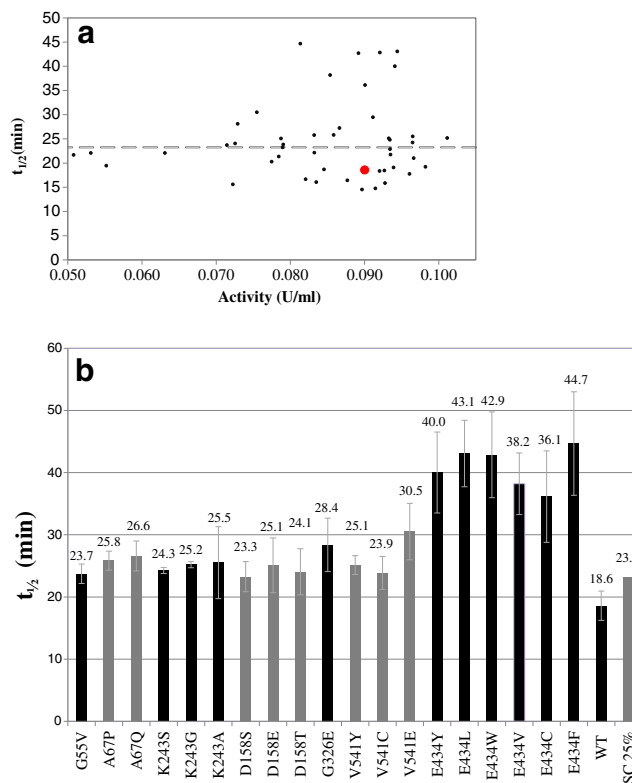 a
50
45
40
35
30
25
20
15
10
5
0
t1/2(min)
0.050 0.060 0.070 0.080 0.090 0.100
Activity (U/ml)
b
60
50
40
30
20
10
0
t½ (min)
23.7 25.8 26.6 24.3 25.2 25.5 23.3 25.1 24.1 28.4 25.1 23.9 30.5 40.0 43.1 42.9 38.2 36.1 44.7 18.6 23.
G55V
A67P
A67Q
K243S
K243G
K243A
D158S
D158E
D158T
G326E
V541Y
V541C
V541E
E434Y
E434L
E434W
E434V
E434C
E434F
WT
SC 25%